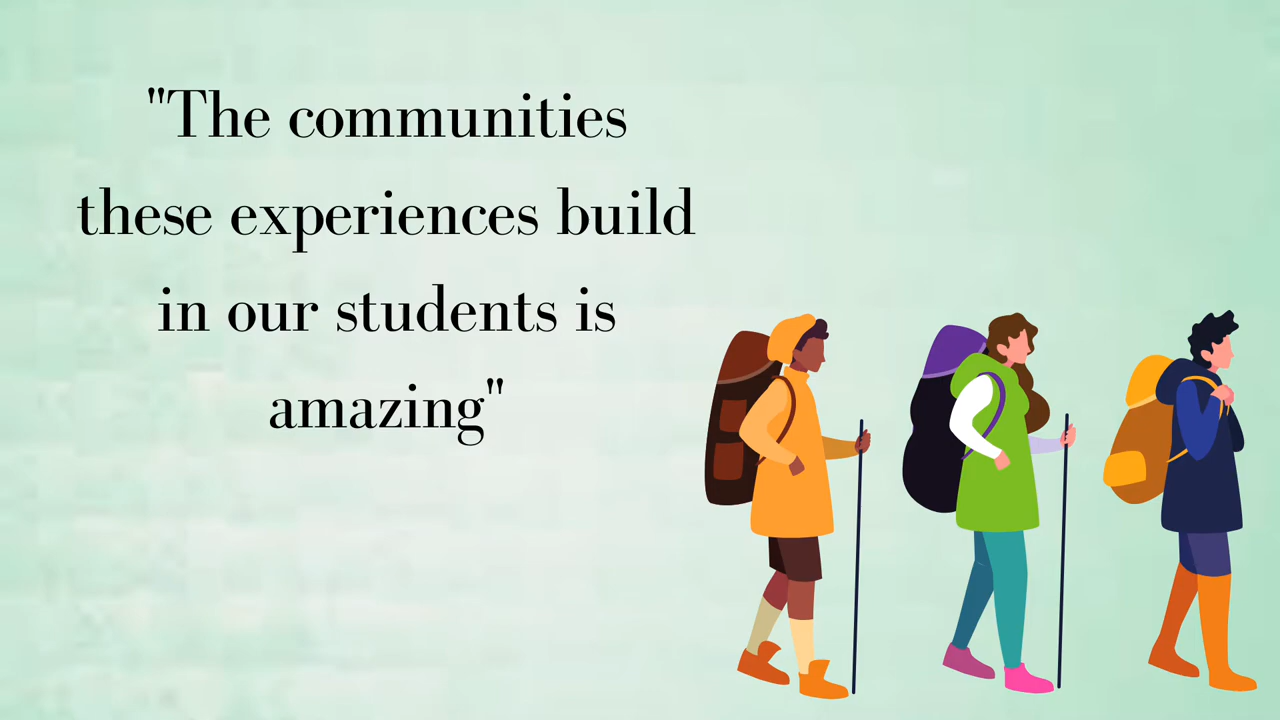 "The communities
these experiences build
in our students is
amazing"